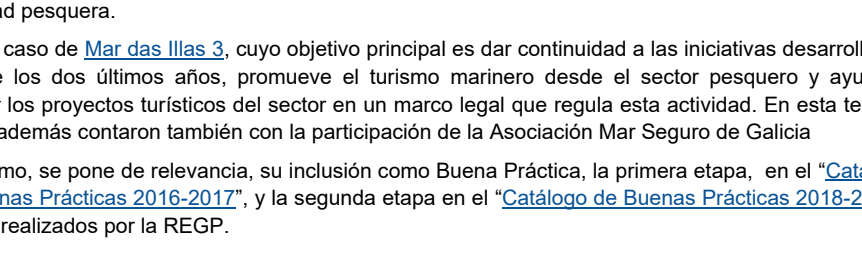 ad pesquera.
caso de Mar das Illas 3, cuyo objetivo principal es dar continuidad a las iniciativas desarroll
e los dos últimos años, promueve el turismo marinero desde el sector pesquero y ayu
y los proyectos turísticos del sector en un marco legal que regula esta actividad. En esta te
además contaron también con la participación de la Asociación Mar Seguro de Galicia
mo, se pone de relevancia, su inclusión como Buena Práctica, la primera etapa, en el “Catá
nas Prácticas 2016-2017”, y la segunda etapa en el “Catálogo de Buenas Prácticas 2018-2
realizados por la REGP.